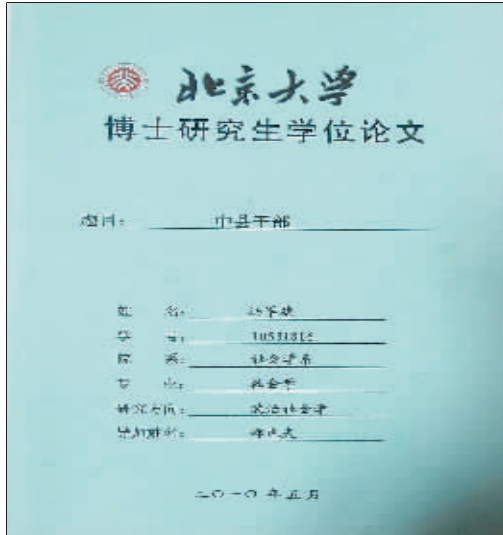 北京大学
博士研究生学位论文
题目： 中县干部
姓 名：
学 号：
院 系： 社会学系
专 业： 社会学
研究方向： 政治社会学
导师姓名：
二〇一〇年五月